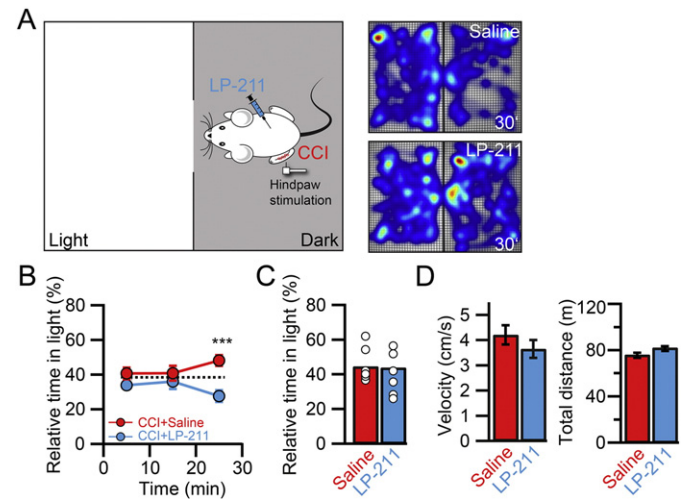 A
LP-211
CCI
Hindpaw
stimulation
Light
Dark
Saline
30'
LP-211
30'
B
Relative time in light (%)
80
60
40
20
0
***
CCI+Saline
CCI+LP-211
0
10
20
30
Time (min)
C
Relative time in light (%)
80
60
40
20
0
Saline
LP-211
D
Velocity (cm/s)
5
4
3
2
1
0
Saline
LP-211
Total distance (m)
120
80
40
0
Saline
LP-211